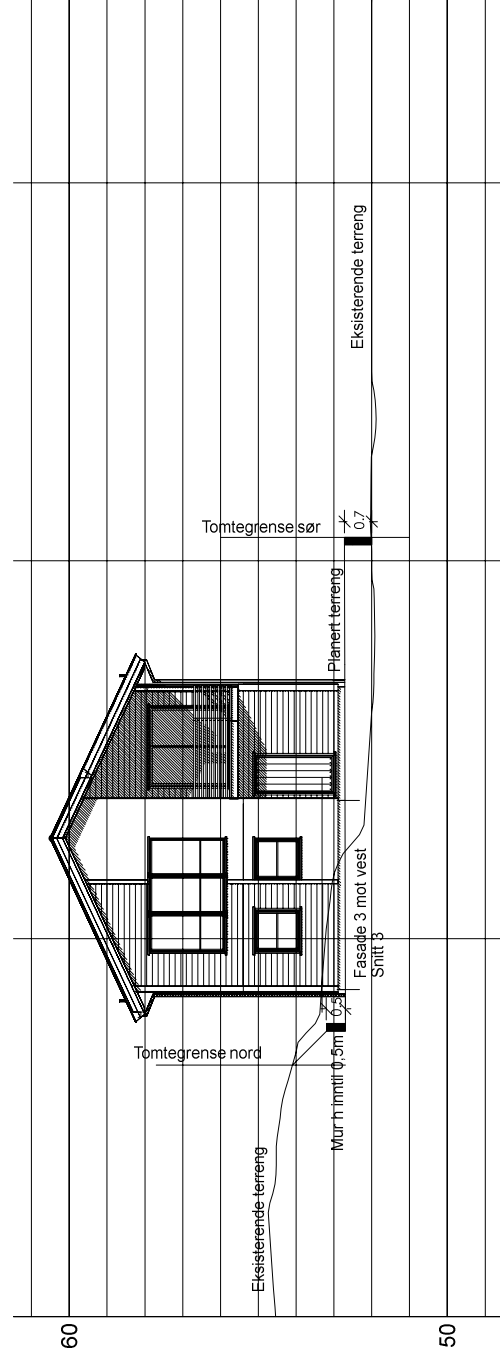 Eksisterende terreng
0.7
Tomtegrense sør
Planert terreng
Fasade 3 mot vest
Snitt 3
0,5
Tomtegrense nord
Mur h inntil 0,5m
Eksisterende terreng
60
50